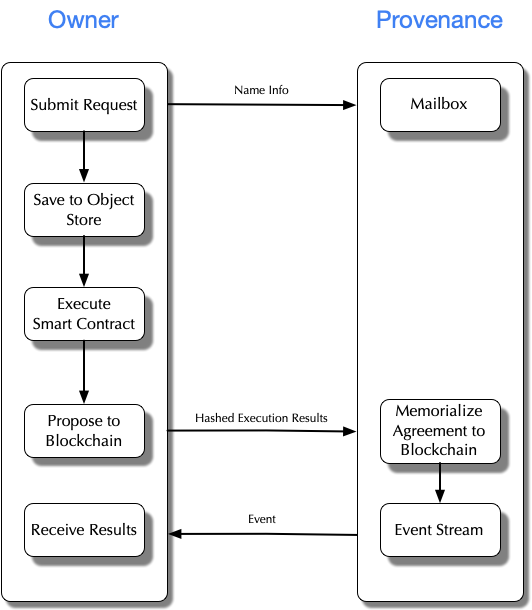 Owner
Provenance
Submit Request
Name Info
Mailbox
Save to Object
Store
Execute
Smart Contract
Propose to
Blockchain
Hashed Execution Results
Memorialize
Agreement to
Blockchain
Receive Results
Event
Event Stream